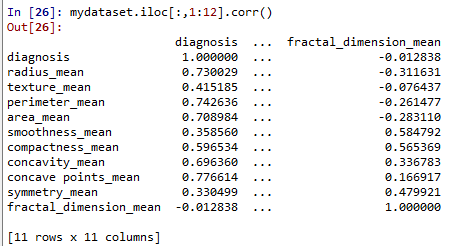 In [26]: mydataset.iloc[:,1:12].corr()
Out[26]:
diagnosis ... fractal_dimension_mean
diagnosis 1.000000 ... -0.012838
radius_mean 0.730029 ... -0.311631
texture_mean 0.415185 ... -0.076437
perimeter_mean 0.742636 ... -0.261477
area_mean 0.708984 ... -0.283110
smoothness_mean 0.358560 ... 0.584792
compactness_mean 0.596534 ... 0.565369
concavity_mean 0.696360 ... 0.336783
concave points_mean 0.776614 ... 0.166917
symmetry_mean 0.330499 ... 0.479921
fractal_dimension_mean -0.012838 ... 1.000000
[11 rows x 11 columns]